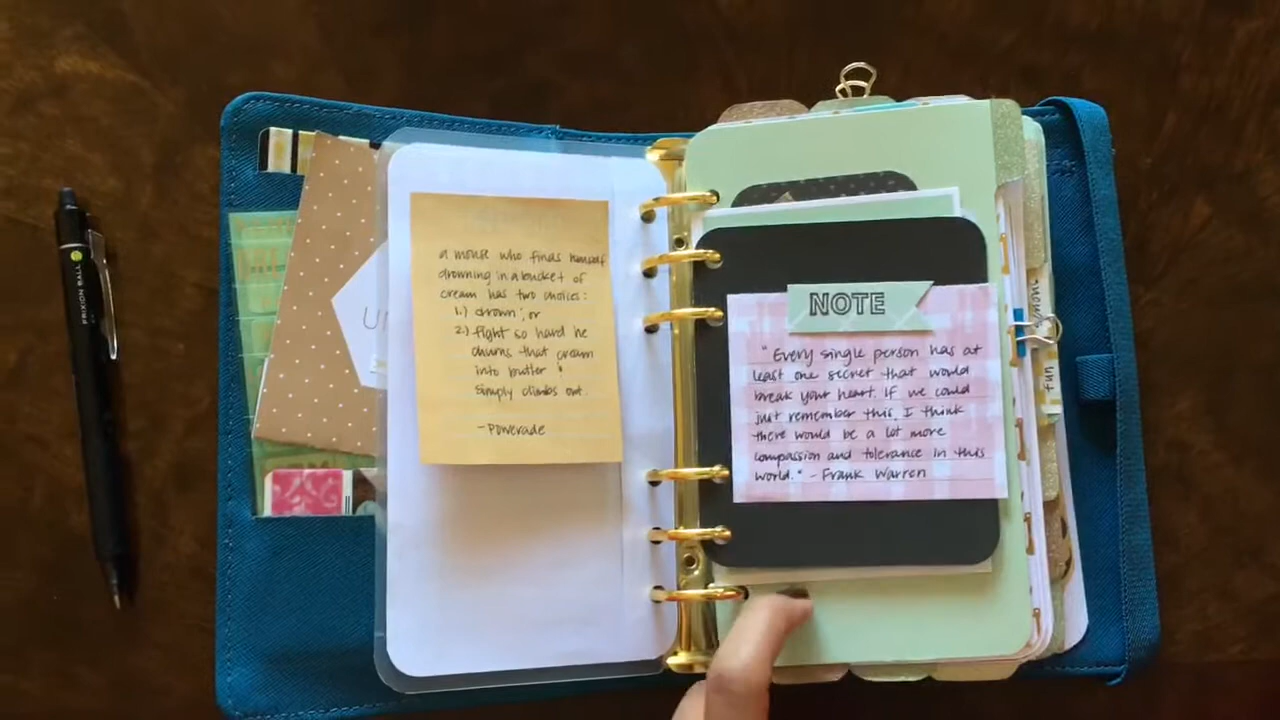 FRIXION BALL
a mouse who finds himself
drowning in a bucket of
cream has two choices:
1.) drown, or
2.) fight so hard he
churns that cream
into butter &
simply climbs out.
-Powerade
NOTE
"Every single person has at
least one secret that would
break your heart. If we could
just remember this, I think
there would be a lot more
compassion and tolerance in this
world." - Frank Warren
fun